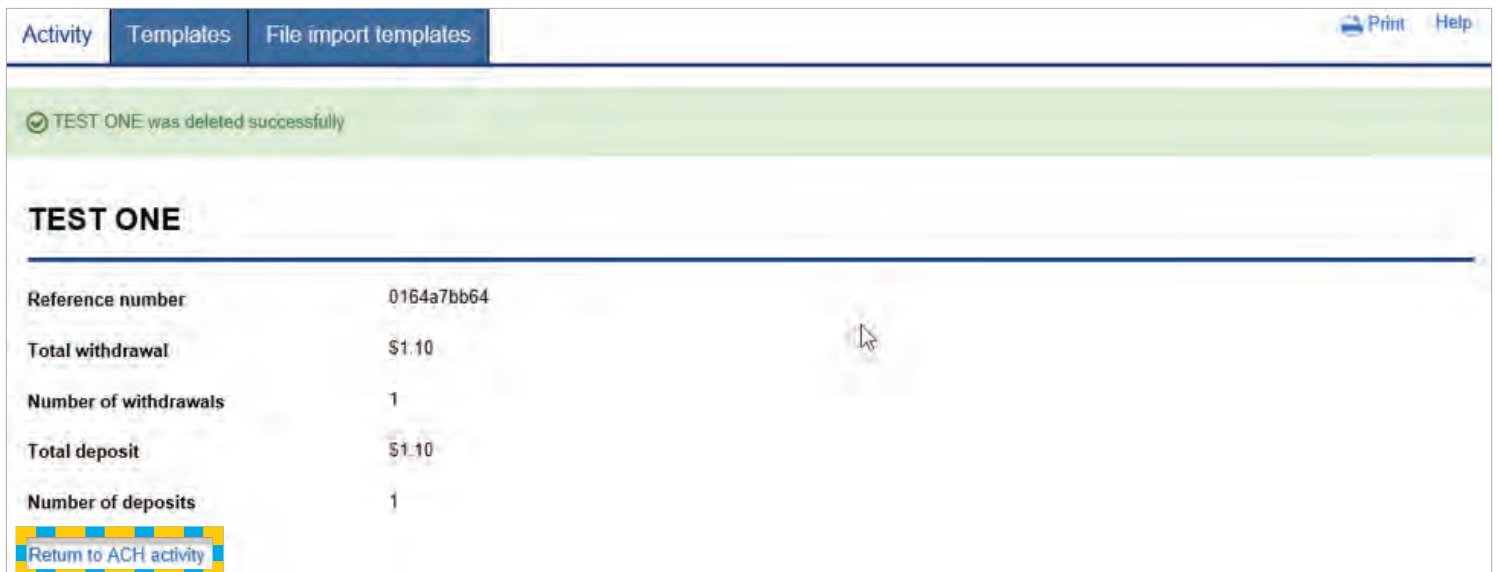 Activity Templates File import templates Print Help
TEST ONE was deleted successfully
TEST ONE
Reference number 0164a7bb64
Total withdrawal $1.10
Number of withdrawals 1
Total deposit $1.10
Number of deposits 1
Return to ACH activity